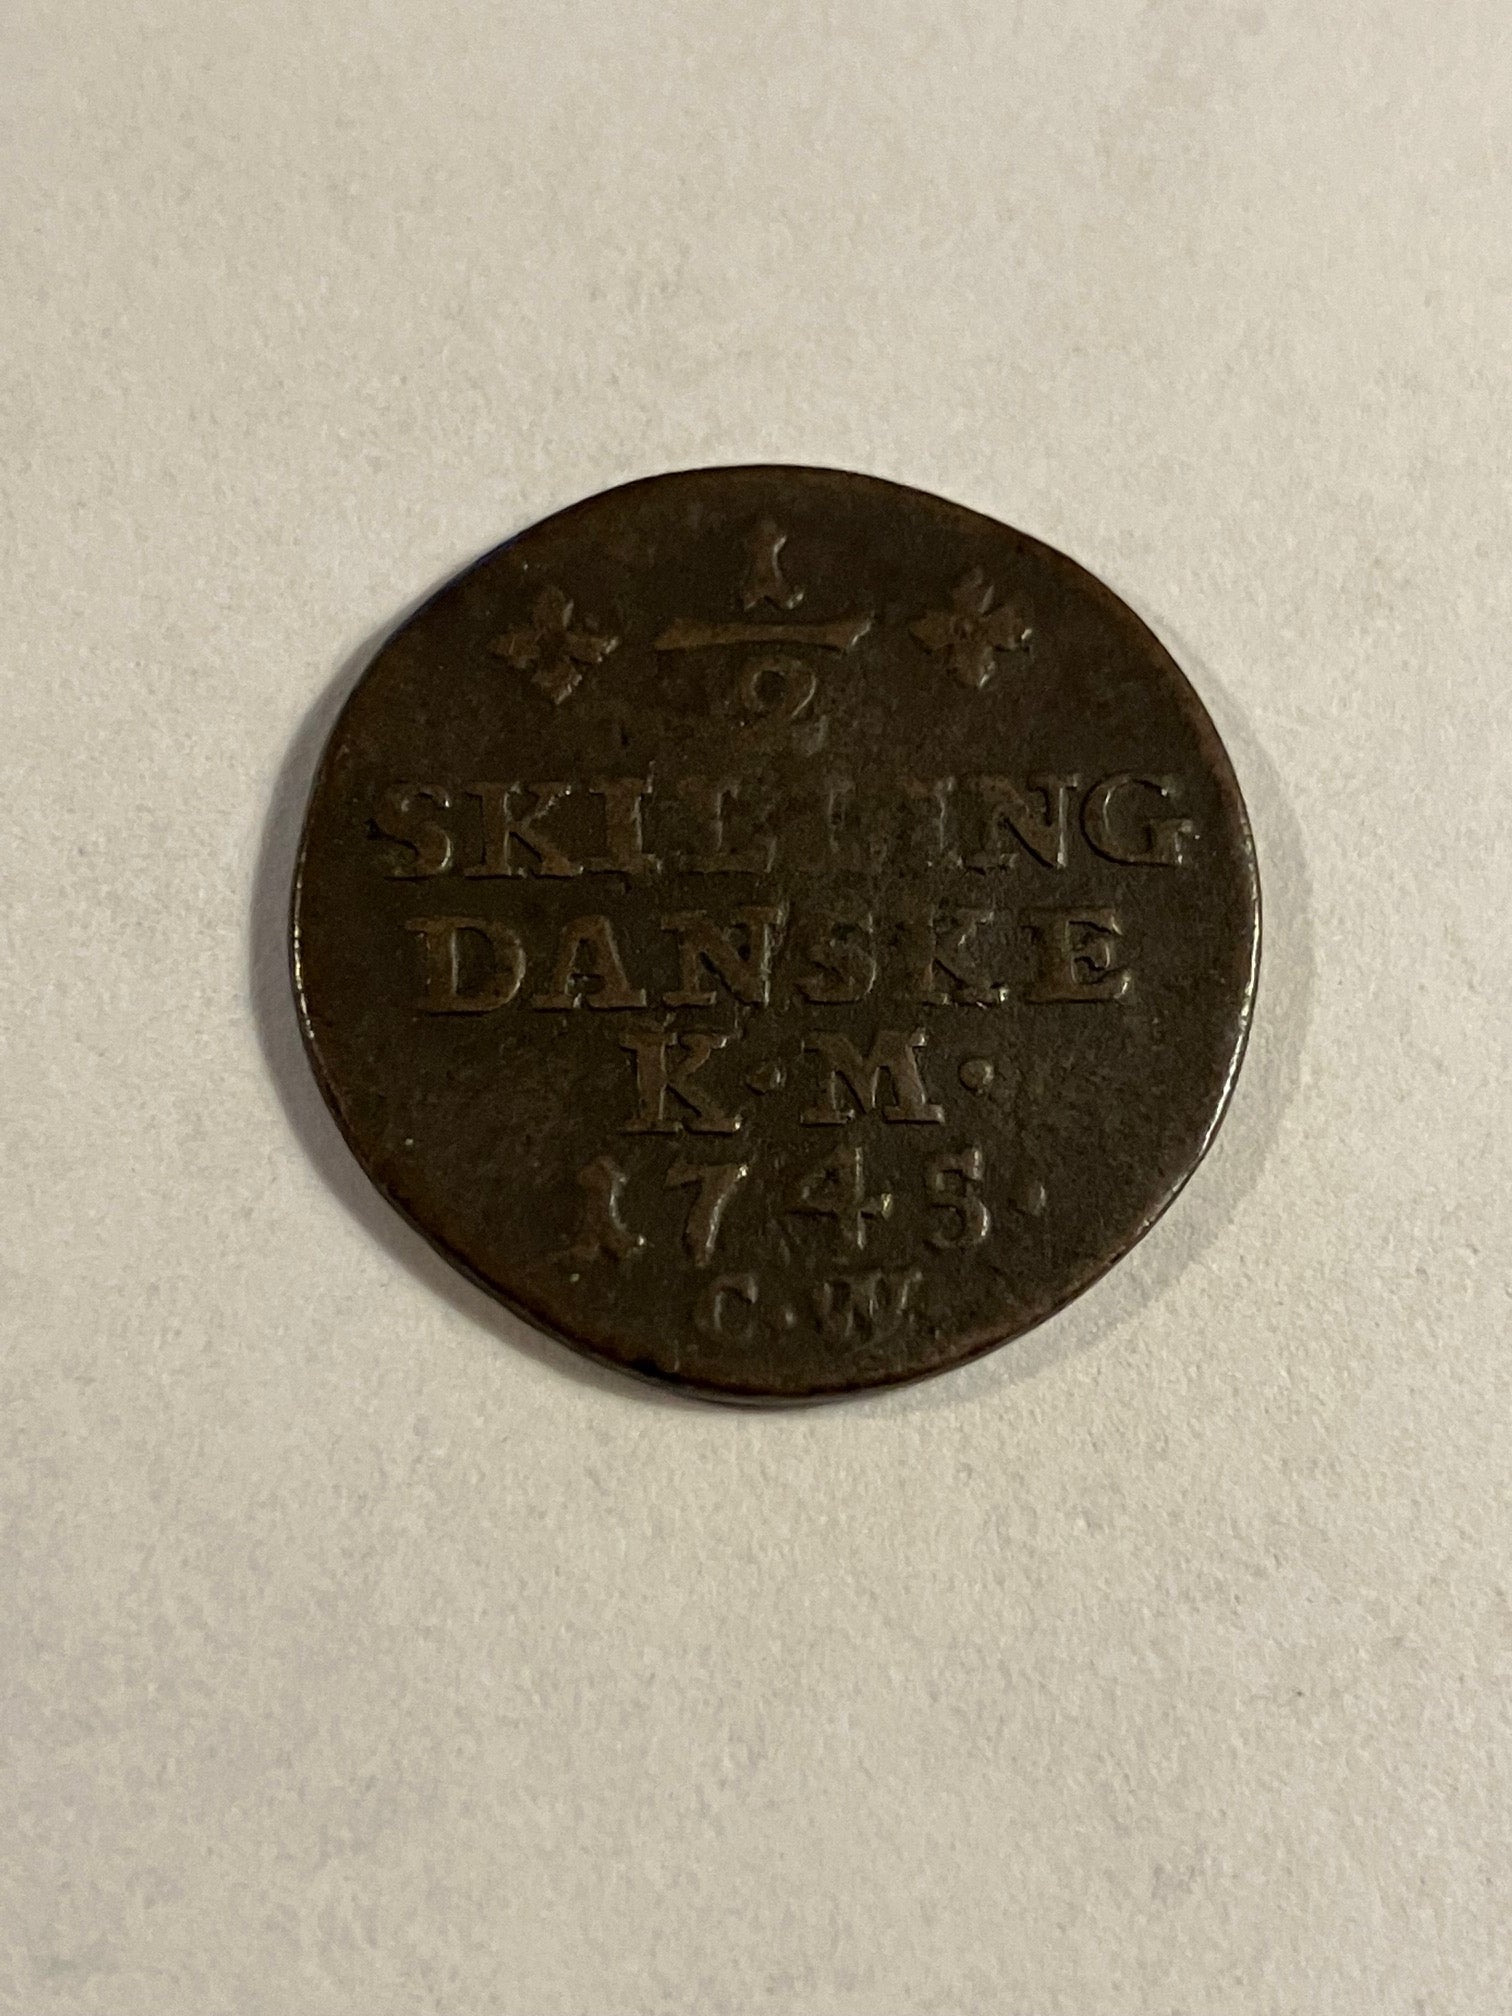 1
2
SKILLING
DANSKE
K·M·
1745·
C·W